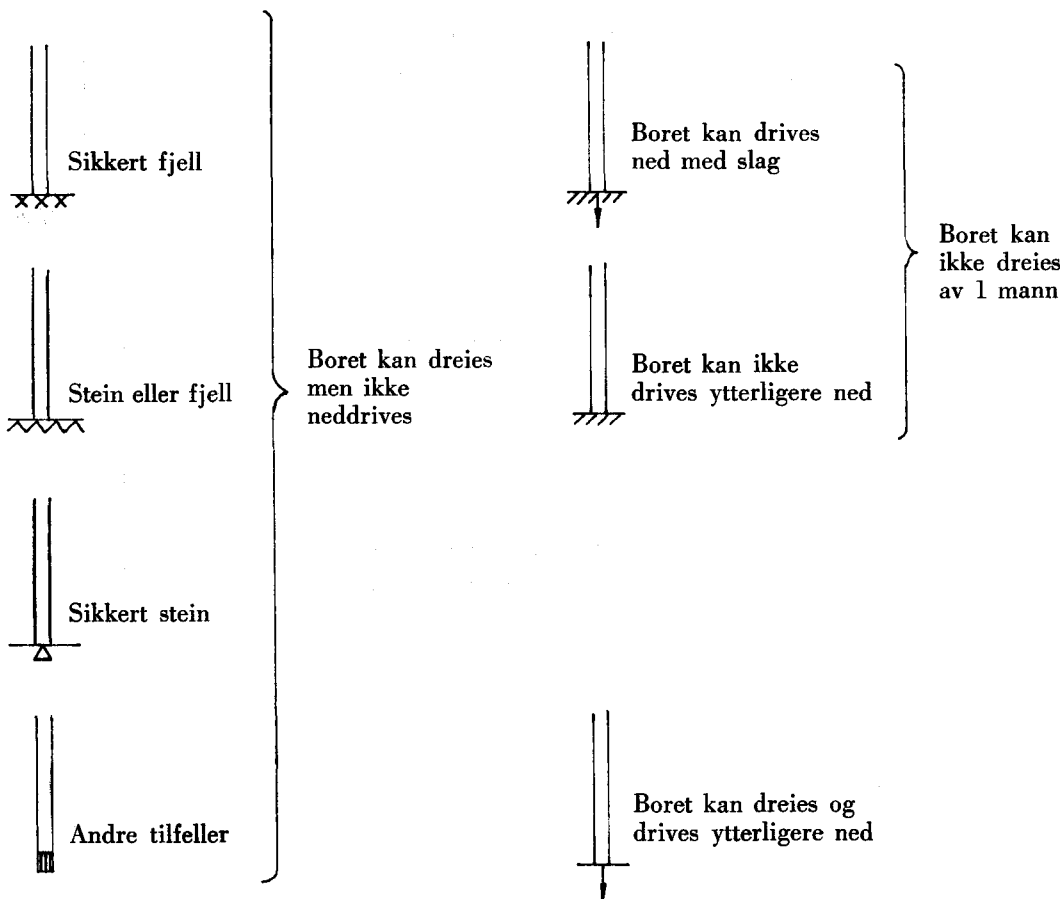 Sikkert fjell
Stein eller fjell
Sikkert stein
Andre tilfeller
Boret kan dreies
men ikke
neddrives
Boret kan drives
ned med slag
Boret kan ikke
drives ytterligere ned
Boret kan
ikke dreies
av 1 mann
Boret kan dreies og
drives ytterligere ned